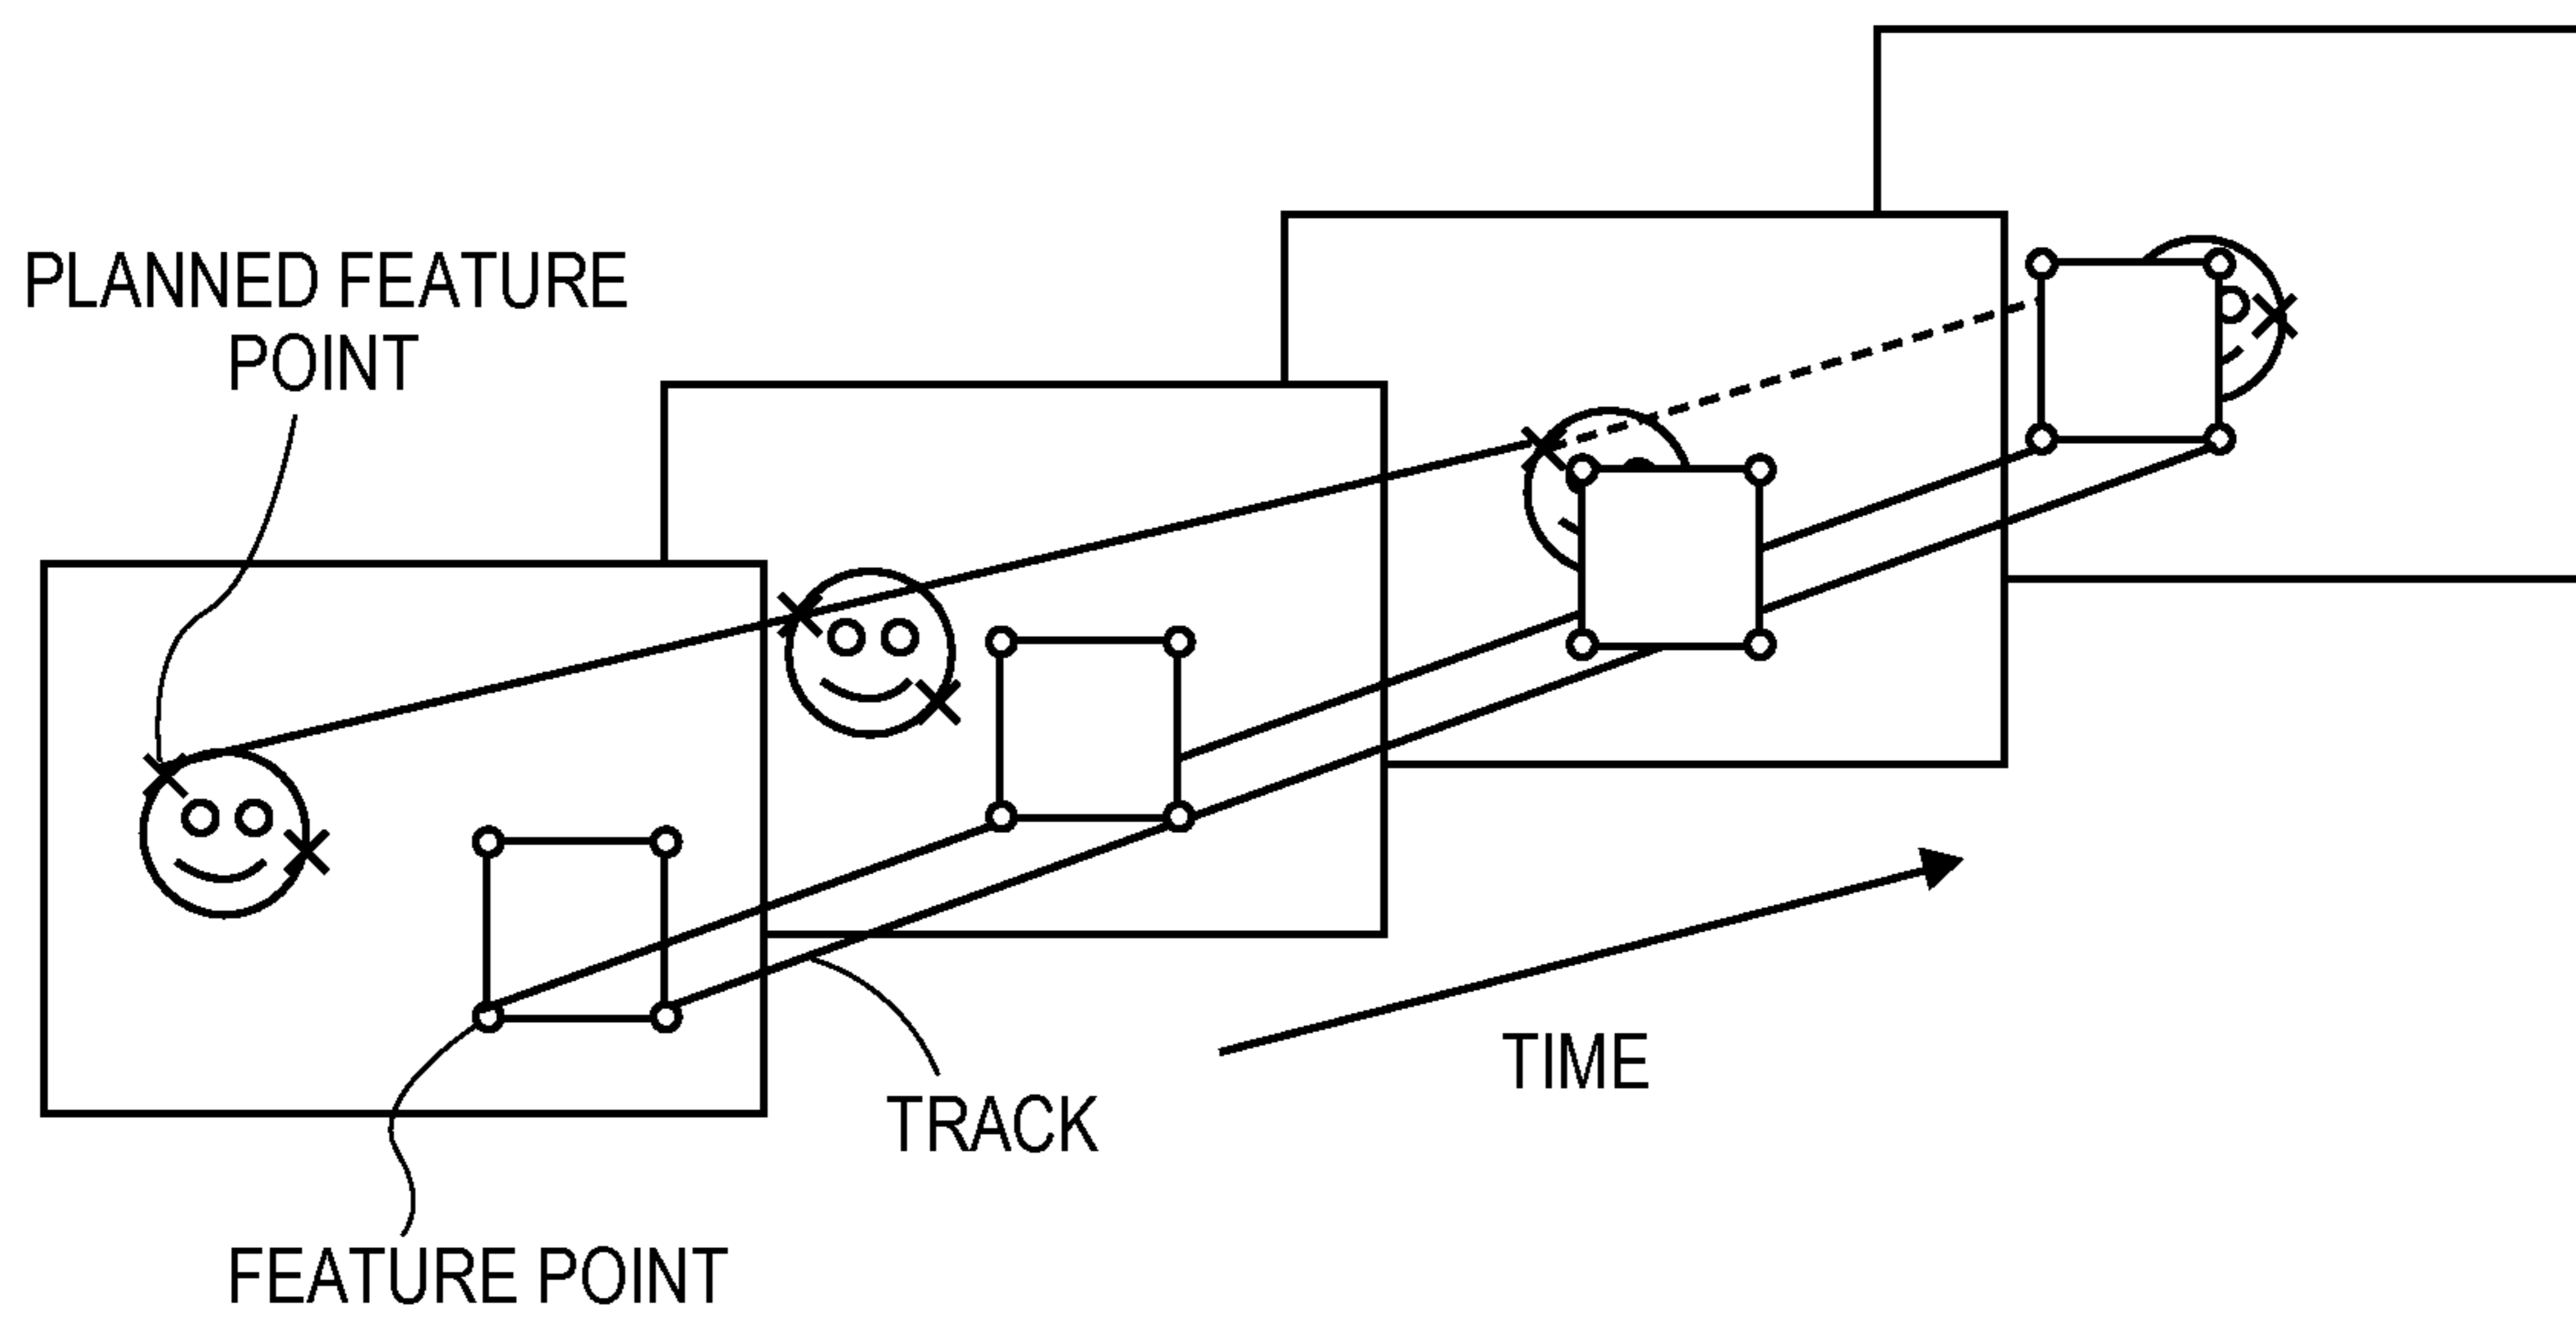 PLANNED FEATURE
POINT
TIME
TRACK
FEATURE POINT